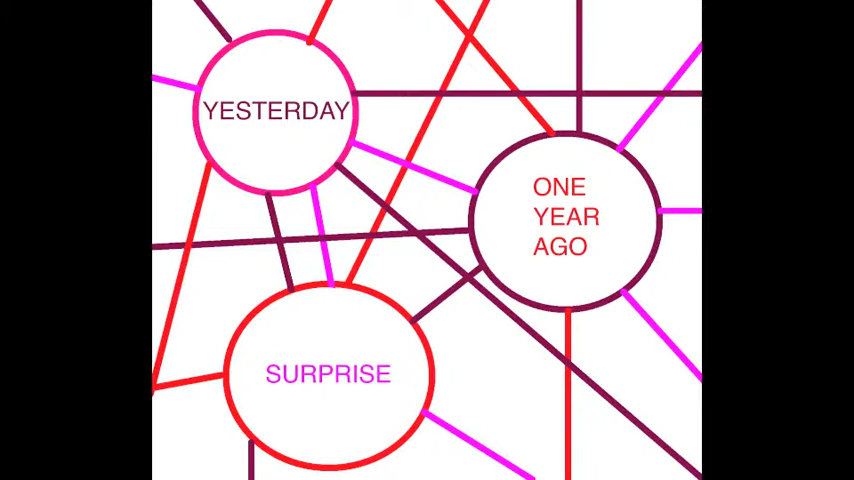 YESTERDAY
ONE
YEAR
AGO
SURPRISE